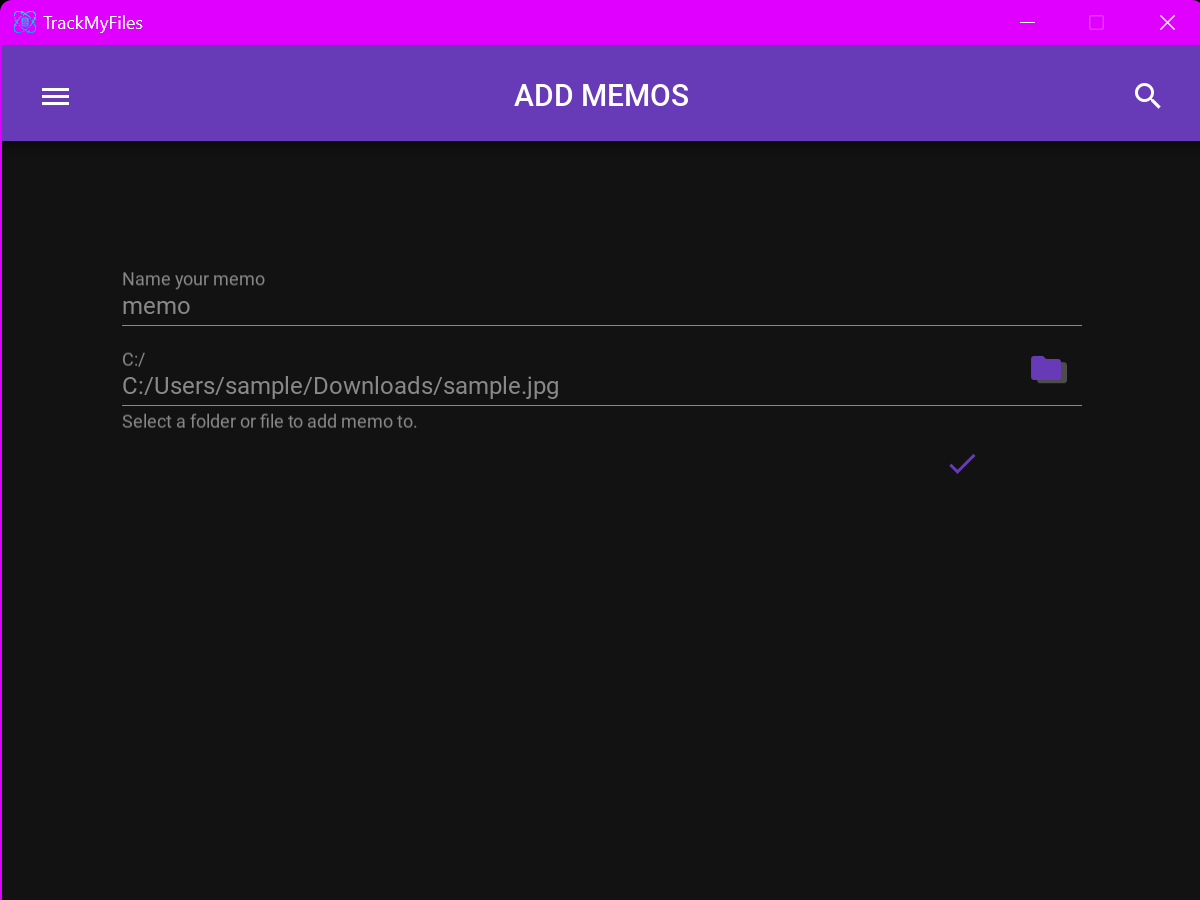 TrackMyFiles
ADD MEMOS
Name your memo
memo
C:/
C:/Users/sample/Downloads/sample.jpg
Select a folder or file to add memo to.